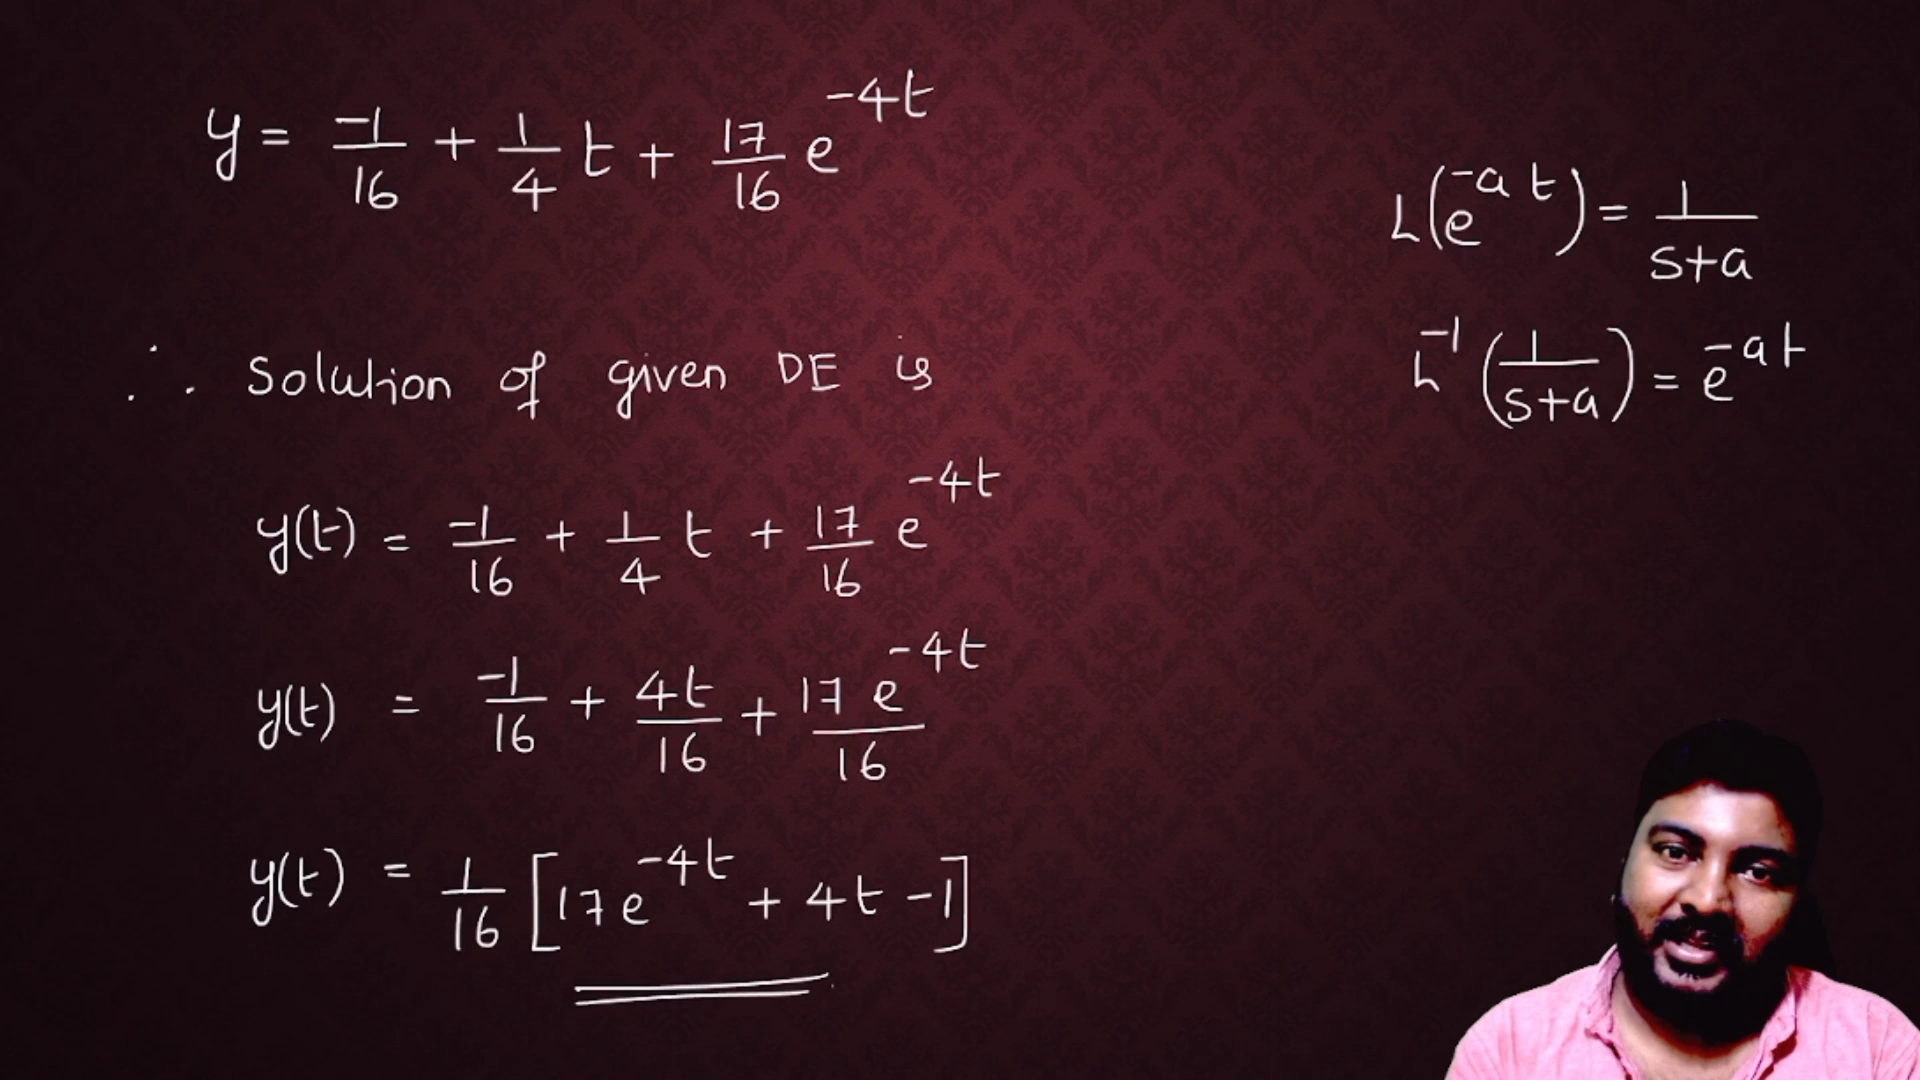 y = -1/16 + 1/4 t + 17/16 e^-4t
L(e^-at) = 1/s+a
L^-1(1/s+a) = e^-at
∴ Solution of given DE is
y(t) = -1/16 + 1/4 t + 17/16 e^-4t
y(t) = -1/16 + 4t/16 + 17e^-4t/16
y(t) = 1/16 [17e^-4t + 4t -1]